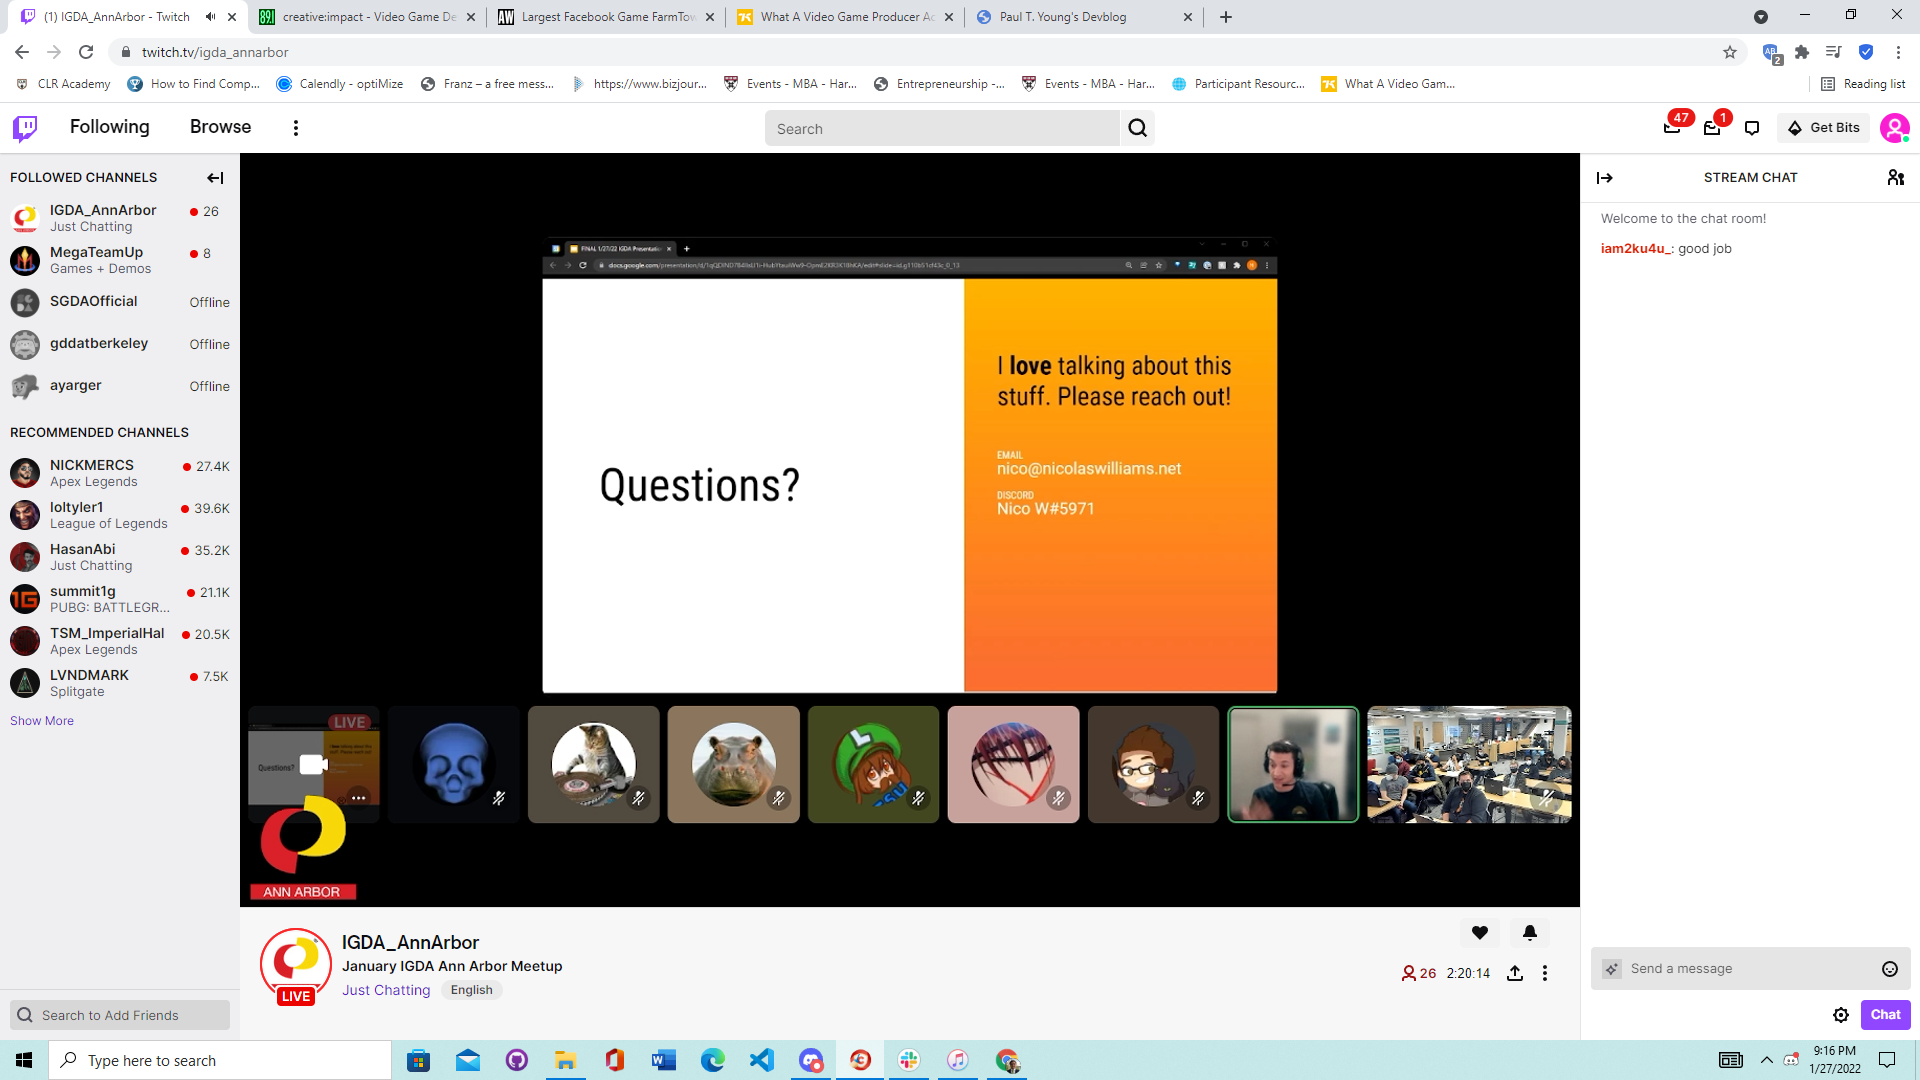 (1) IGDA_AnnArbor - Twitch
creative:impact - Video Game De
Largest Facebook Game FarmTow
What A Video Game Producer Ac
Paul T. Young's Devblog
twitch.tv/igda_annarbor
CLR Academy
How to Find Comp...
Calendly - optiMize
Franz – a free mess...
https://www.bizjour...
Events - MBA - Har...
Entrepreneurship -...
Events - MBA - Har...
Participant Resourc...
What A Video Gam...
Reading list
Following
Browse
Search
47
1
Get Bits
FOLLOWED CHANNELS
IGDA_AnnArbor
26
Just Chatting
MegaTeamUp
8
Games + Demos
SGDAOfficial
Offline
gddatberkeley
Offline
ayarger
Offline
RECOMMENDED CHANNELS
NICKMERCS
27.4K
Apex Legends
loltyler1
39.6K
League of Legends
HasanAbi
35.2K
Just Chatting
summit1g
21.1K
PUBG: BATTLEGR...
TSM_ImperialHal
20.5K
Apex Legends
LVNDMARK
7.5K
Splitgate
Show More
Search to Add Friends
FINAL 1/27/22 IGDA Presentatio
Questions?
I love talking about this
stuff. Please reach out!
EMAIL
nico@nicolaswilliams.net
DISCORD
Nico W#5971
LIVE
Questions?
ANN ARBOR
LIVE
IGDA_AnnArbor
January IGDA Ann Arbor Meetup
Just Chatting
English
26
2:20:14
STREAM CHAT
Welcome to the chat room!
iam2ku4u_: good job
Send a message
Chat
Type here to search
9:16 PM
1/27/2022